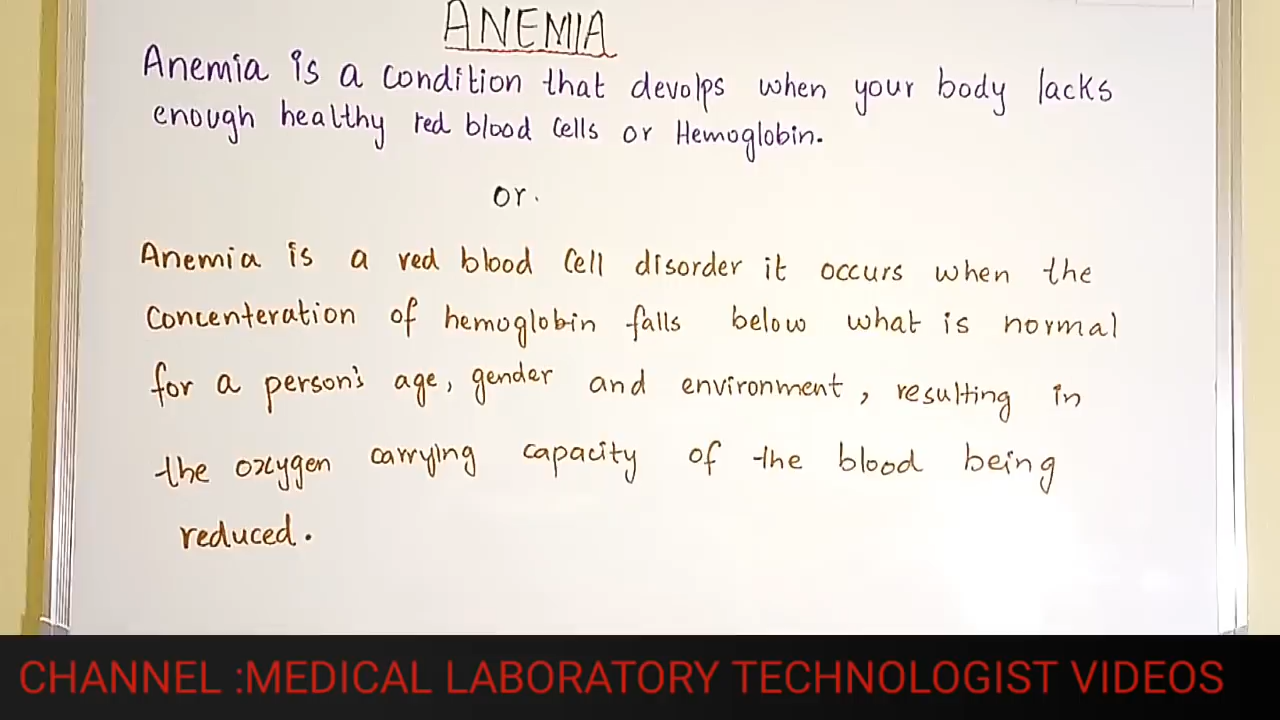 ANEMIA
Anemia is a condition that devolps when your body lacks
enough healthy red blood cells or Hemoglobin.
or.
Anemia is a red blood cell disorder it occurs when the
concenteration of hemoglobin falls below what is normal
for a person's age, gender and environment, resulting in
the oxygen carrying capacity of the blood being
reduced.
CHANNEL :MEDICAL LABORATORY TECHNOLOGIST VIDEOS